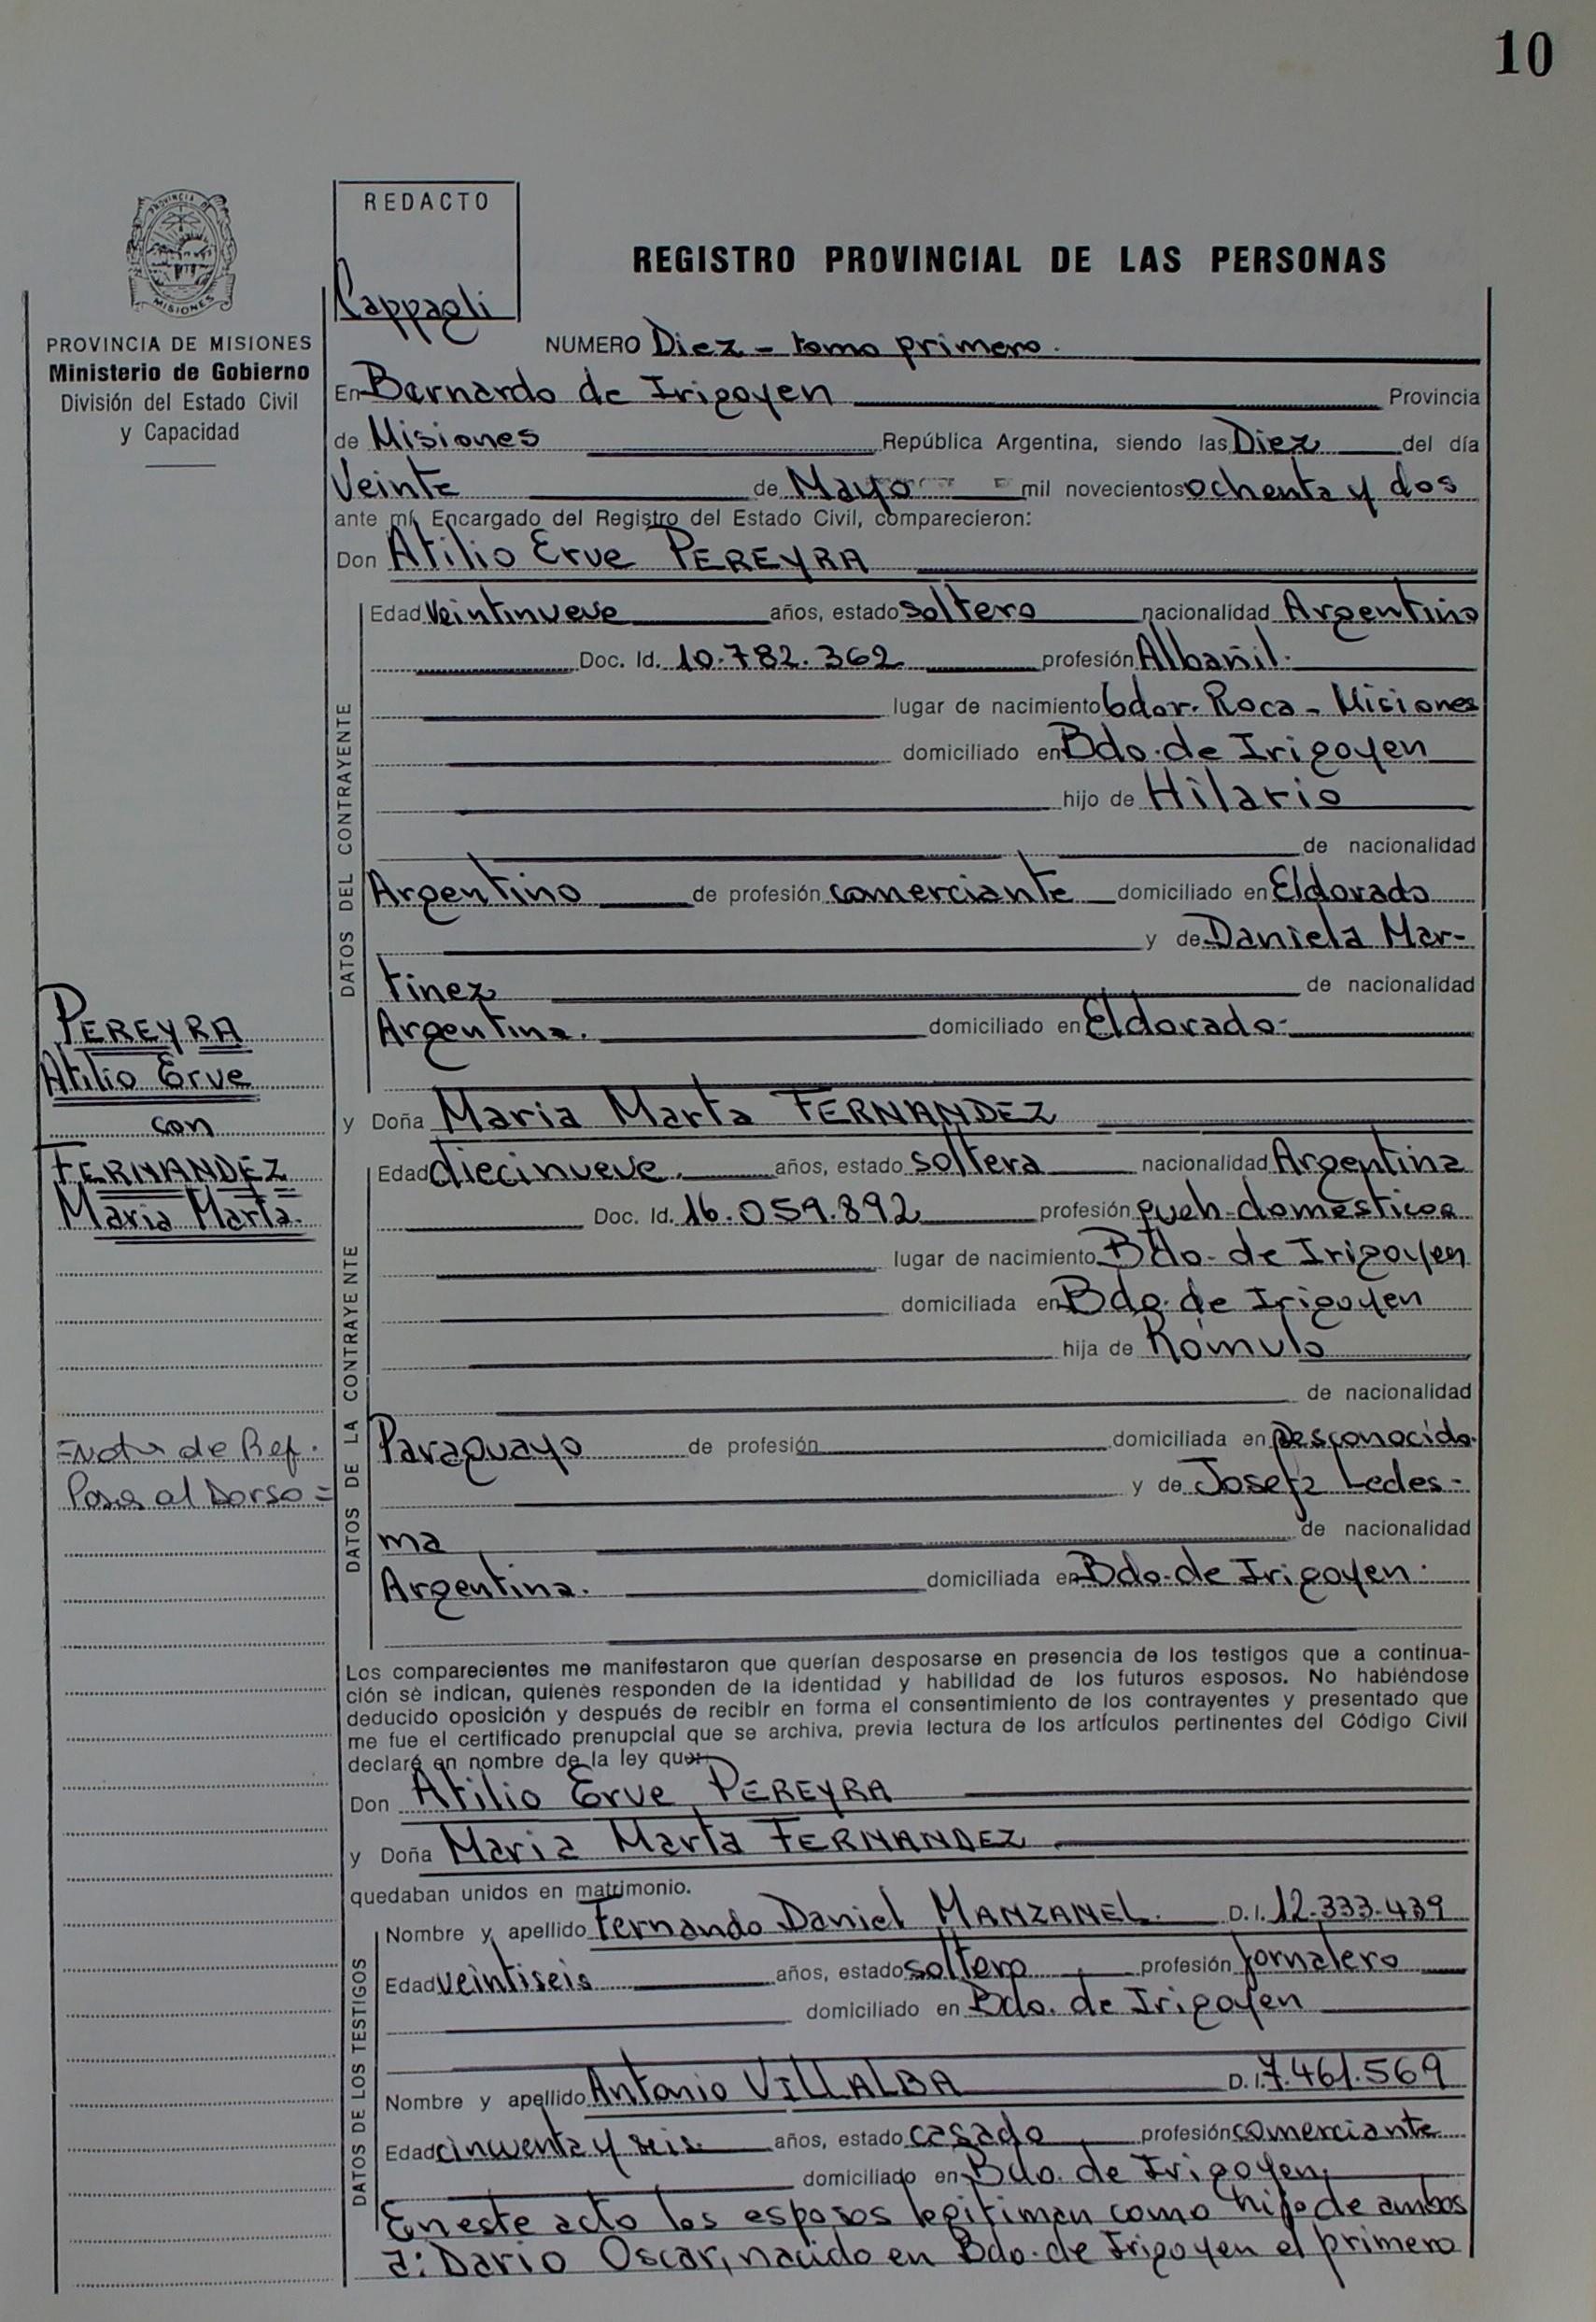 10
PROVINCIA DE
MISIONES
PROVINCIA DE MISIONES
Ministerio de Gobierno
División del Estado Civil
y Capacidad
REDACTO
Cappagli
REGISTRO PROVINCIAL DE LAS PERSONAS
NUMERO Diez - tomo primero.
En Bernardo de Irigoyen Provincia
de Misiones República Argentina, siendo las Diez del día
Veinte de Mayo mil novecientos ochenta y dos
ante mí, Encargado del Registro del Estado Civil, comparecieron:
Don Atilio Erve PEREYRA
DATOS DEL CONTRAYENTE
Edad Veintinueve años, estado soltero nacionalidad Argentino
Doc. Id. 10.782.362 profesión Albañil.
lugar de nacimiento Gdor. Roca - Misiones
domiciliado en Bdo. de Irigoyen
hijo de Hilario
de nacionalidad
Argentino de profesión comerciante domiciliado en Eldorado
y de Daniela Mar-
tinez de nacionalidad
Argentina. domiciliado en Eldorado.
PEREYRA
Atilio Erve
con
FERNANDEZ
Maria Marta.
y Doña Maria Marta FERNANDEZ
DATOS DE LA CONTRAYENTE
Edad diecinueve. años, estado soltera nacionalidad Argentina
Doc. Id. 16.059.892 profesión queh-domésticos
lugar de nacimiento Bdo. de Irigoyen
domiciliada en Bdo. de Irigoyen
hija de Rómulo
de nacionalidad
Paraguayo de profesión domiciliada en Desconocido.
y de Josefa Ledes-
ma de nacionalidad
Argentina. domiciliada en Bdo. de Irigoyen.
=Nota de Ref.
Pasa al Dorso=
Los comparecientes me manifestaron que querían desposarse en presencia de los testigos que a continua-
ción se indican, quienes responden de la identidad y habilidad de los futuros esposos. No habiéndose
deducido oposición y después de recibir en forma el consentimiento de los contrayentes y presentado que
me fue el certificado prenupcial que se archiva, previa lectura de los artículos pertinentes del Código Civil
declaré en nombre de la ley que:
Don Atilio Erve PEREYRA
y Doña Maria Marta FERNANDEZ
quedaban unidos en matrimonio.
DATOS DE LOS TESTIGOS
Nombre y apellido Fernando Daniel MANZANEL. D. I. 12.333.439
Edad veintiseis años, estado soltero profesión Jornalero
domiciliado en Bdo. de Irigoyen
Nombre y apellido Antonio VILLALBA D. I. 7.461.569
Edad cincuenta y seis años, estado casado profesión comerciante
domiciliado en Bdo. de Irigoyen.
En este acto los esposos legitiman como hijo de ambos
a: Dario Oscar, nacido en Bdo. de Irigoyen el primero